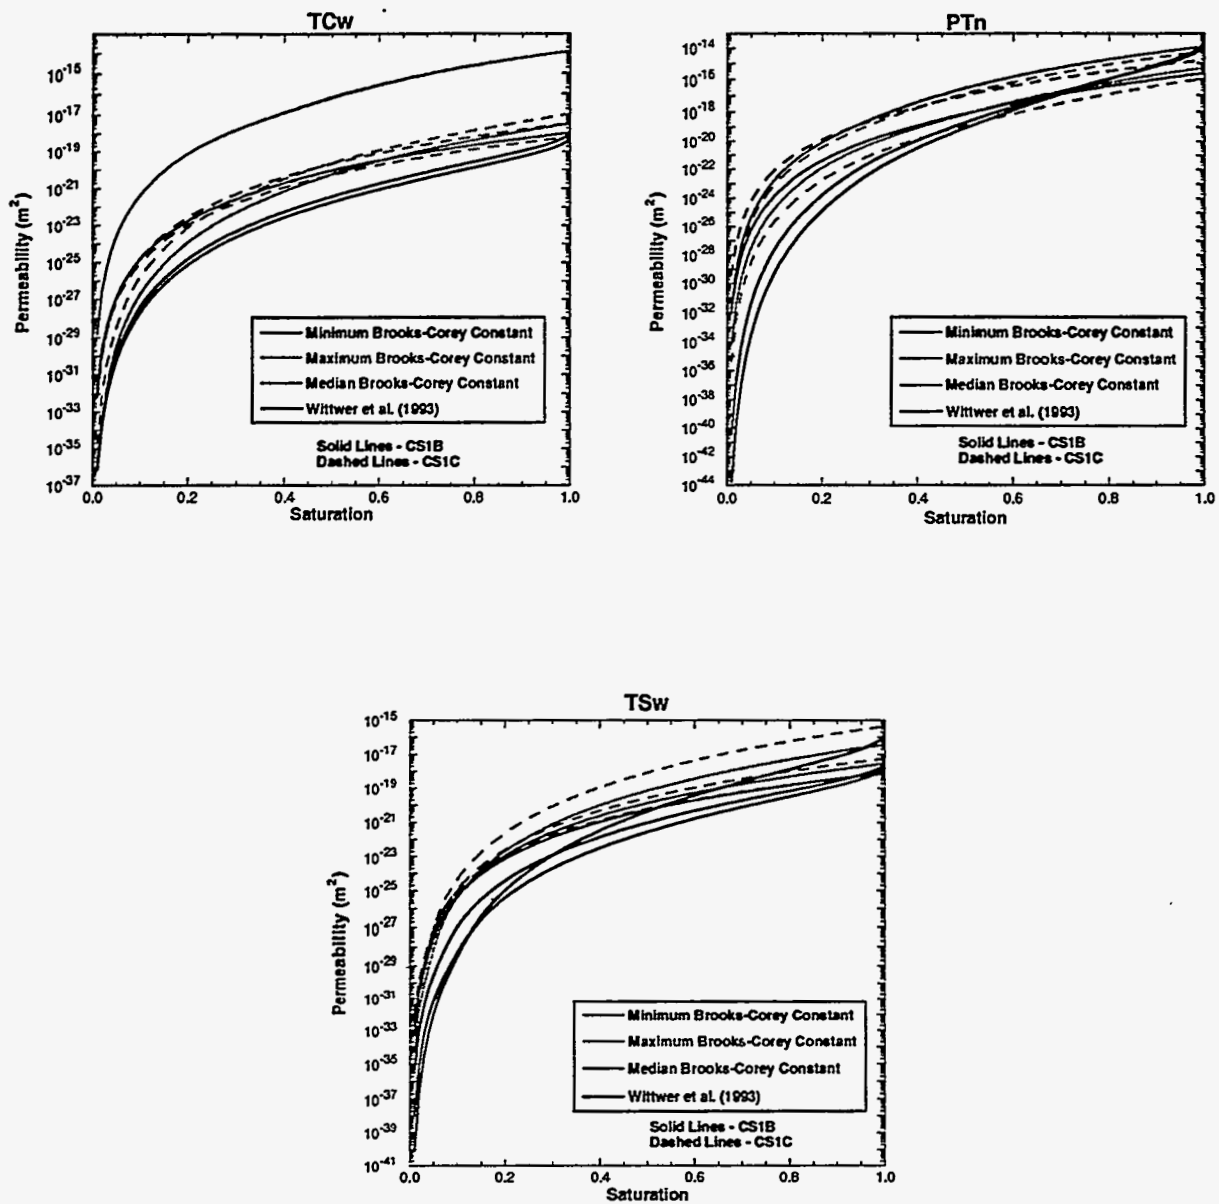 TCw
10-15
10-17
10-19
10-21
10-23
10-25
10-27
10-29
10-31
10-33
10-35
10-37
Permeability (m2)
Minimum Brooks-Corey Constant
Maximum Brooks-Corey Constant
Median Brooks-Corey Constant
Wittwer et al. (1993)
Solid Lines - CS1B
Dashed Lines - CS1C
0.0 0.2 0.4 0.6 0.8 1.0
Saturation
PTn
10-14
10-16
10-18
10-20
10-22
10-24
10-26
10-28
10-30
10-32
10-34
10-36
10-38
10-40
10-42
10-44
Permeability (m2)
Minimum Brooks-Corey Constant
Maximum Brooks-Corey Constant
Median Brooks-Corey Constant
Wittwer et al. (1993)
Solid Lines - CS1B
Dashed Lines - CS1C
0.0 0.2 0.4 0.6 0.8 1.0
Saturation
TSw
10-15
10-17
10-19
10-21
10-23
10-25
10-27
10-29
10-31
10-33
10-35
10-37
10-39
10-41
Permeability (m2)
Minimum Brooks-Corey Constant
Maximum Brooks-Corey Constant
Median Brooks-Corey Constant
Wittwer et al. (1993)
Solid Lines - CS1B
Dashed Lines - CS1C
0.0 0.2 0.4 0.6 0.8 1.0
Saturation